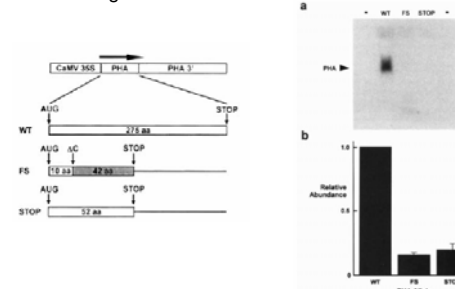 CaMV 35S PHA PHA 3'
AUG STOP
WT 275 aa
AUG ΔC STOP
FS 10 aa 42 aa
AUG STOP
STOP 52 aa
a
- WT FS STOP -
PHA
b
1.0
Relative
Abundance
0.5
0
WT FS